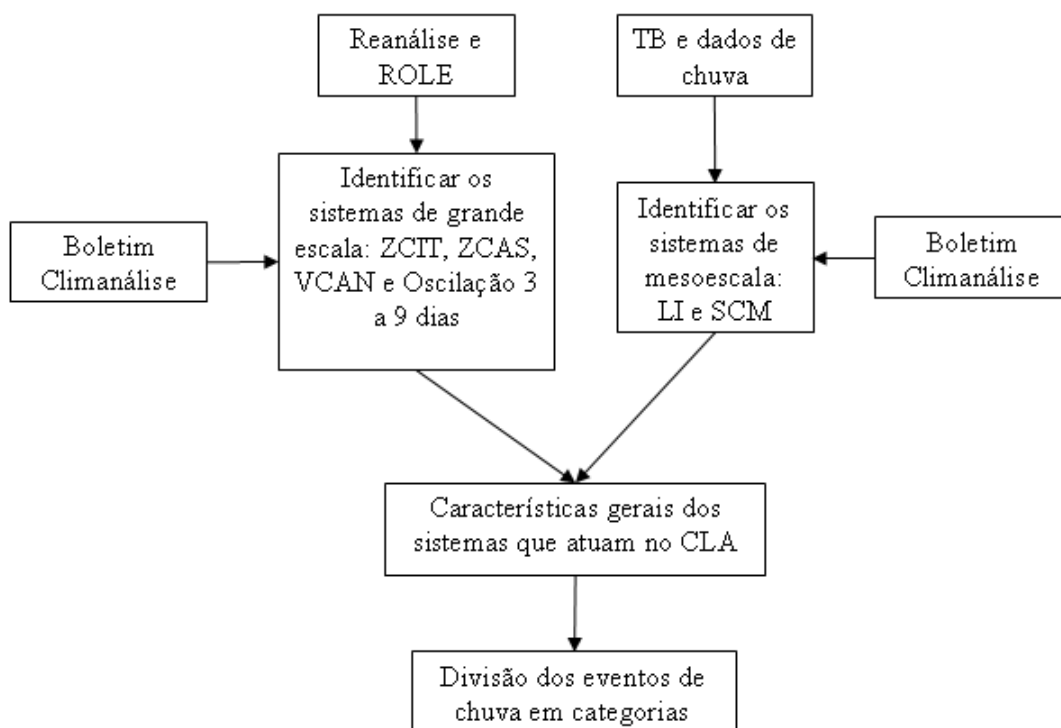 Reanálise e
ROLE
TB e dados de
chuva
Boletim
Climanálise
Identificar os
sistemas de grande
escala: ZCIT, ZCAS,
VCAN e Oscilação 3
a 9 dias
Identificar os
sistemas de
mesoescala:
LI e SCM
Boletim
Climanálise
Características gerais dos
sistemas que atuam no CLA
Divisão dos eventos de
chuva em categorias